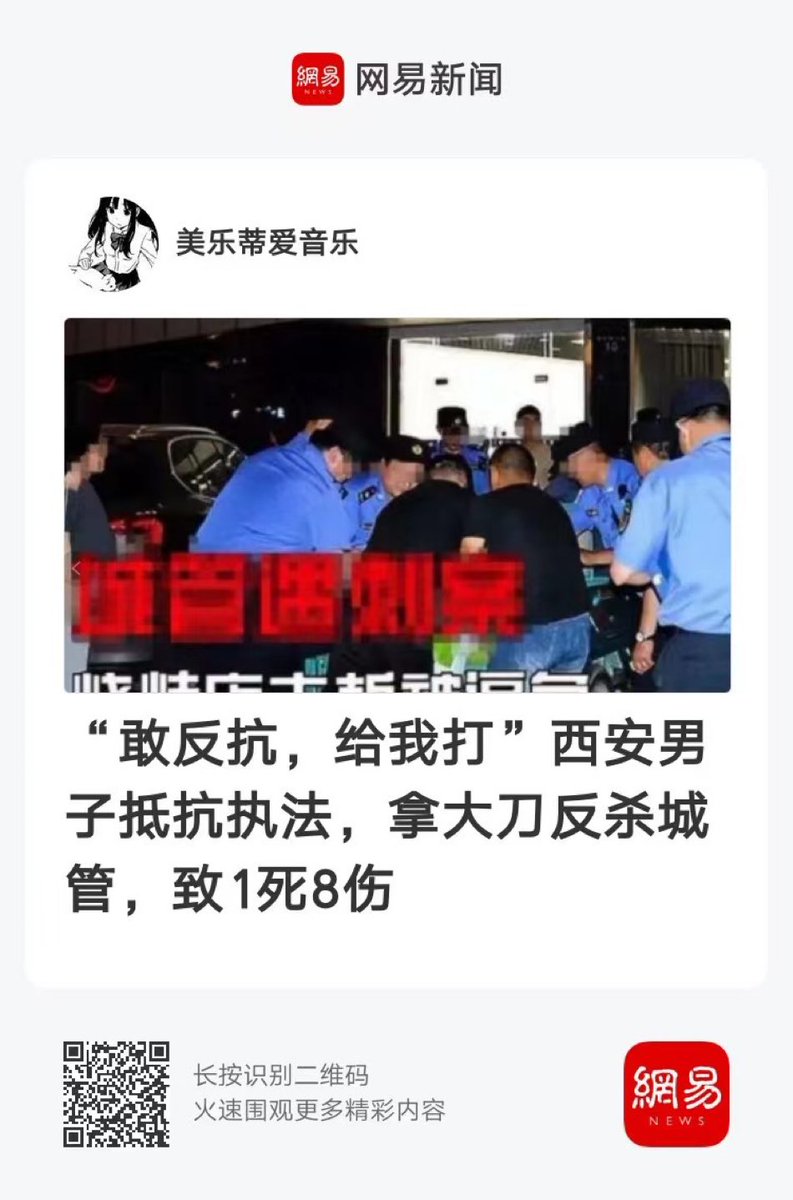 網易
NEWS
网易新闻
美乐蒂爱音乐
10
城管遇刺案
“敢反抗，给我打”西安男
子抵抗执法，拿大刀反杀城
管，致1死8伤
长按识别二维码
火速围观更多精彩内容
網易
NEWS